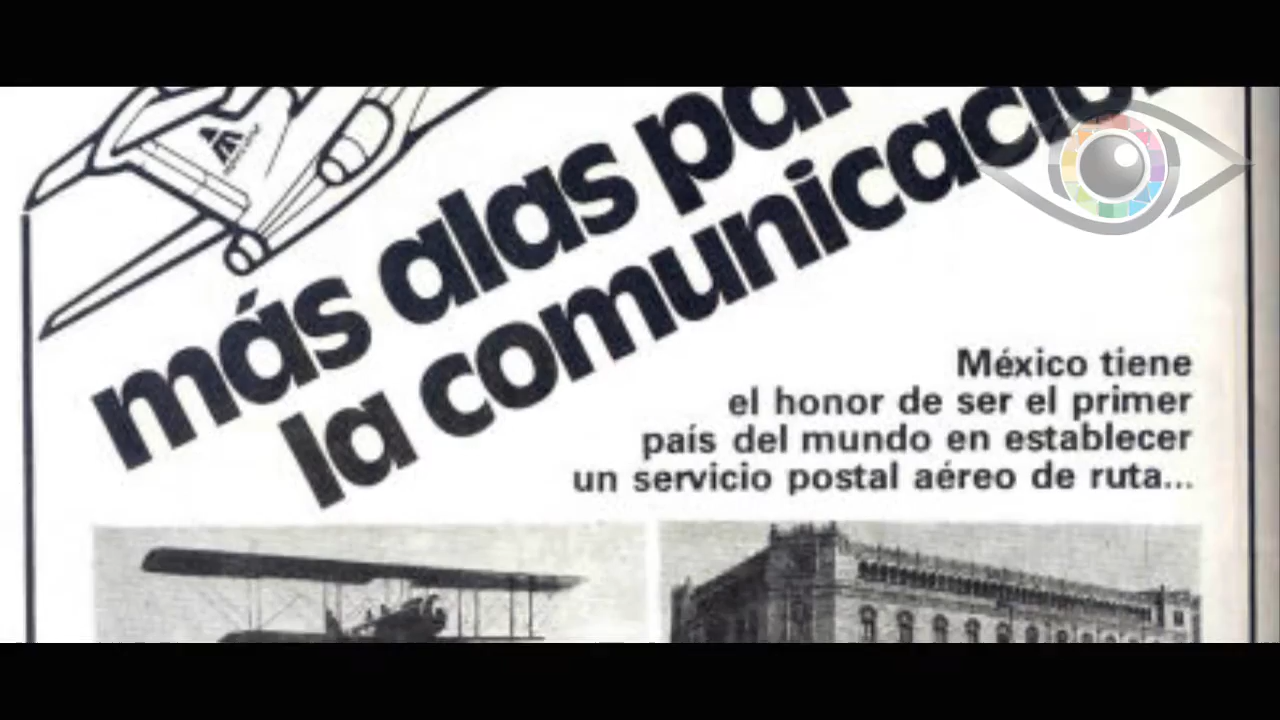 más alas par
la comunicació
México tiene
el honor de ser el primer
país del mundo en establecer
un servicio postal aéreo de ruta...